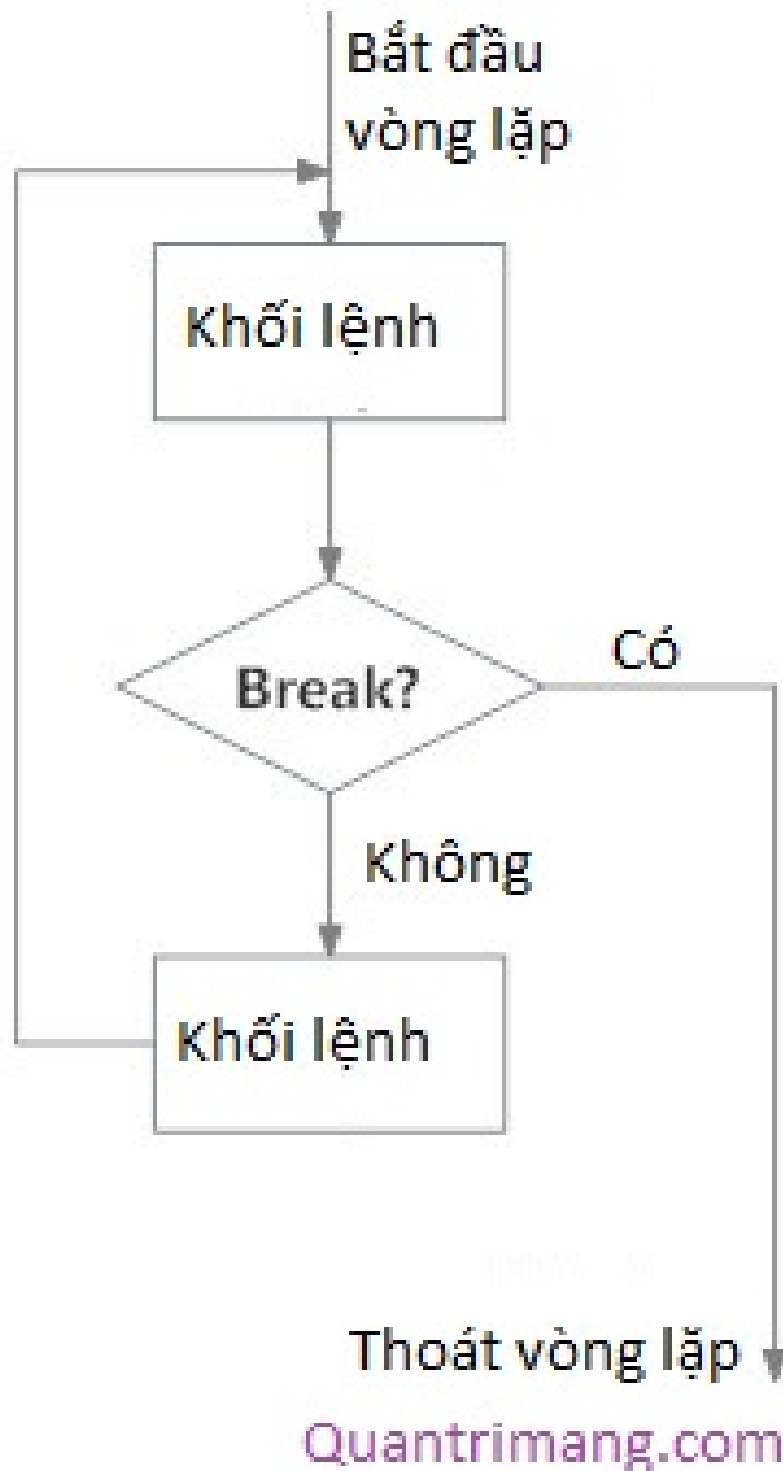 Bắt đầu
vòng lặp
Khối lệnh
Break?
Có
Không
Khối lệnh
Thoát vòng lặp
Quantrimang.com